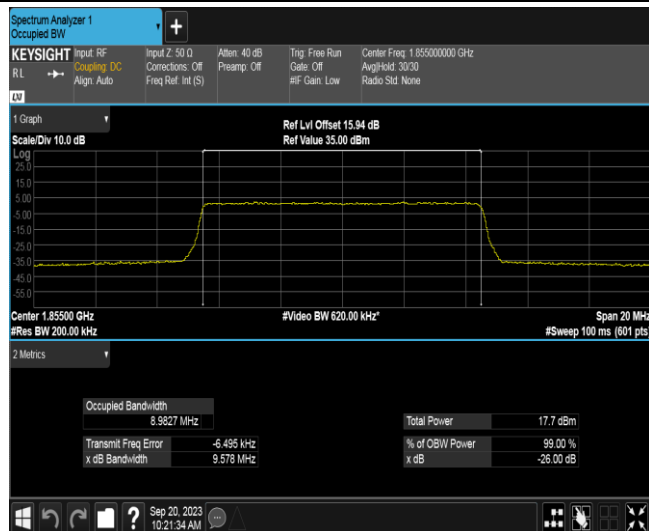 Spectrum Analyzer 1
Occupied BW
+
KEYSIGHT
RL
LXI
Input: RF
Coupling: DC
Align: Auto
Input Z: 50 Ω
Corrections: Off
Freq Ref: Int (S)
Atten: 40 dB
Preamp: Off
Trig: Free Run
Gate: Off
#IF Gain: Low
Center Freq: 1.855000000 GHz
Avg|Hold: 30/30
Radio Std: None
1 Graph
Scale/Div 10.0 dB
Ref Lvl Offset 15.94 dB
Ref Value 35.00 dBm
Log
25.0
15.0
5.00
-5.00
-15.0
-25.0
-35.0
-45.0
-55.0
Center 1.85500 GHz
#Res BW 200.00 kHz
#Video BW 620.00 kHz*
Span 20 MHz
#Sweep 100 ms (601 pts)
2 Metrics
Occupied Bandwidth
8.9827 MHz
Transmit Freq Error -6.495 kHz
x dB Bandwidth 9.578 MHz
Total Power 17.7 dBm
% of OBW Power 99.00 %
x dB -26.00 dB
?
Sep 20, 2023
10:21:34 AM